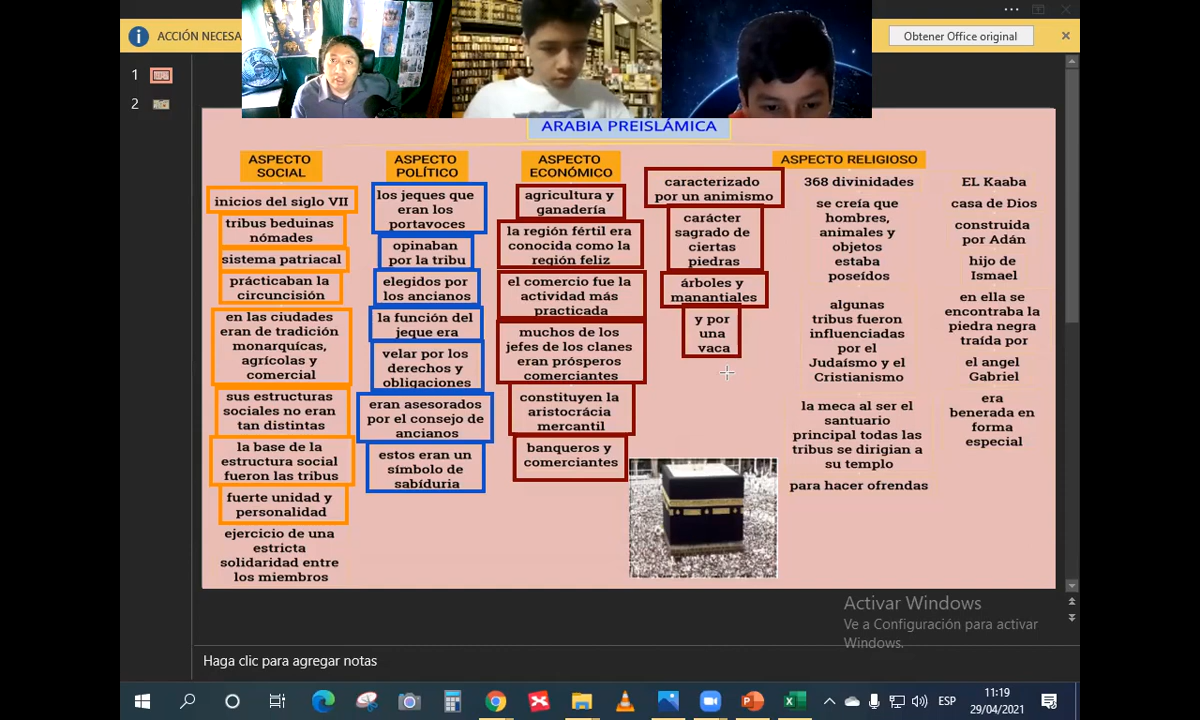 ACCIÓN NECESA
Obtener Office original
1
2
ARABIA PREISLÁMICA
ASPECTO
SOCIAL
inicios del siglo VII
tribus beduinas
nómades
sistema patriacal
prácticaban la
circuncisión
en las ciudades
eran de tradición
monarquícas,
agrícolas y
comercial
sus estructuras
sociales no eran
tan distintas
la base de la
estructura social
fueron las tribus
fuerte unidad y
personalidad
ejercicio de una
estricta
solidaridad entre
los miembros
ASPECTO
POLÍTICO
los jeques que
eran los
portavoces
opinaban
por la tribu
elegidos por
los ancianos
la función del
jeque era
velar por los
derechos y
obligaciones
eran asesorados
por el consejo de
ancianos
estos eran un
símbolo de
sabíduria
ASPECTO
ECONÓMICO
agricultura y
ganadería
la región fértil era
conocida como la
región feliz
el comercio fue la
actividad más
practicada
muchos de los
jefes de los clanes
eran prósperos
comerciantes
constituyen la
aristocrácia
mercantil
banqueros y
comerciantes
ASPECTO RELIGIOSO
caracterizado
por un animismo
carácter
sagrado de
ciertas
piedras
árboles y
manantiales
y por
una
vaca
368 divinidades
se creía que
hombres,
animales y
objetos
estaba
poseídos
algunas
tribus fueron
influenciadas
por el
Judaísmo y el
Cristianismo
la meca al ser el
santuario
principal todas las
tribus se dirigian a
su templo
para hacer ofrendas
EL Kaaba
casa de Dios
construida
por Adán
hijo de
Ismael
en ella se
encontraba la
piedra negra
traída por
el angel
Gabriel
era
benerada en
forma
especial
Activar Windows
Ve a Configuración para activar
Windows.
Haga clic para agregar notas
ESP
11:19
29/04/2021